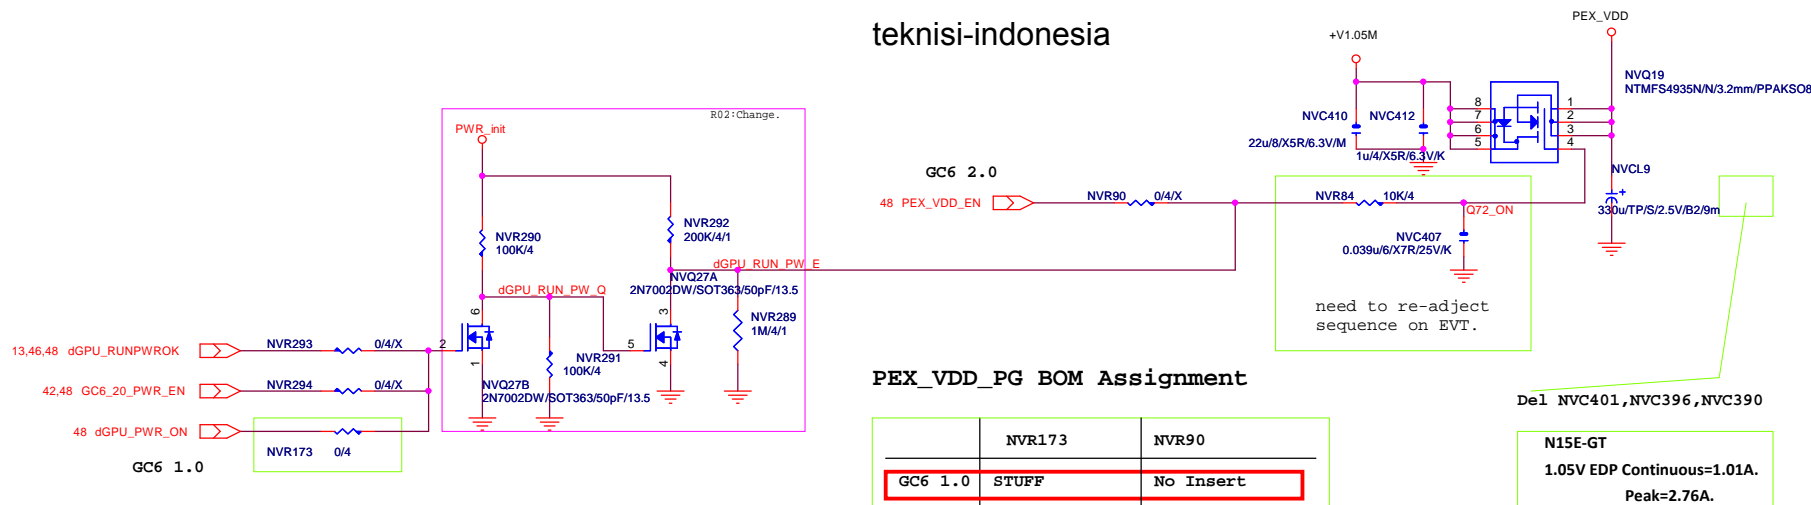 teknisi-indonesia
PEX_VDD
+V1.05M
NVQ19
NTMFS4935N/N/3.2mm/PPAKSO8
R02:Change.
PWR_init
8
7
6
5
1
2
3
4
NVC410
NVC412
22u/8/X5R/6.3V/M
1u/4/X5R/6.3V/K
GC6 2.0
NVCL9
48 PEX_VDD_EN
NVR90
0/4/X
NVR84
10K/4
Q72_ON
330u/TP/S/2.5V/B2/9m
NVR290
100K/4
NVR292
200K/4/1
NVC407
0.039u/6/X7R/25V/K
dGPU_RUN_PW_E
NVQ27A
2N7002DW/SOT363/50pF/13.5
dGPU_RUN_PW_Q
6
3
NVR289
1M/4/1
need to re-adject
sequence on EVT.
13,46,48 dGPU_RUNPWROK
NVR293
0/4/X
2
5
1
4
NVR291
100K/4
42,48 GC6_20_PWR_EN
NVR294
0/4/X
NVQ27B
2N7002DW/SOT363/50pF/13.5
PEX_VDD_PG BOM Assignment
Del NVC401,NVC396,NVC390
48 dGPU_PWR_ON
NVR173
0/4
GC6 1.0
NVR173
NVR90
GC6 1.0
STUFF
No Insert
N15E-GT
1.05V EDP Continuous=1.01A.
Peak=2.76A.